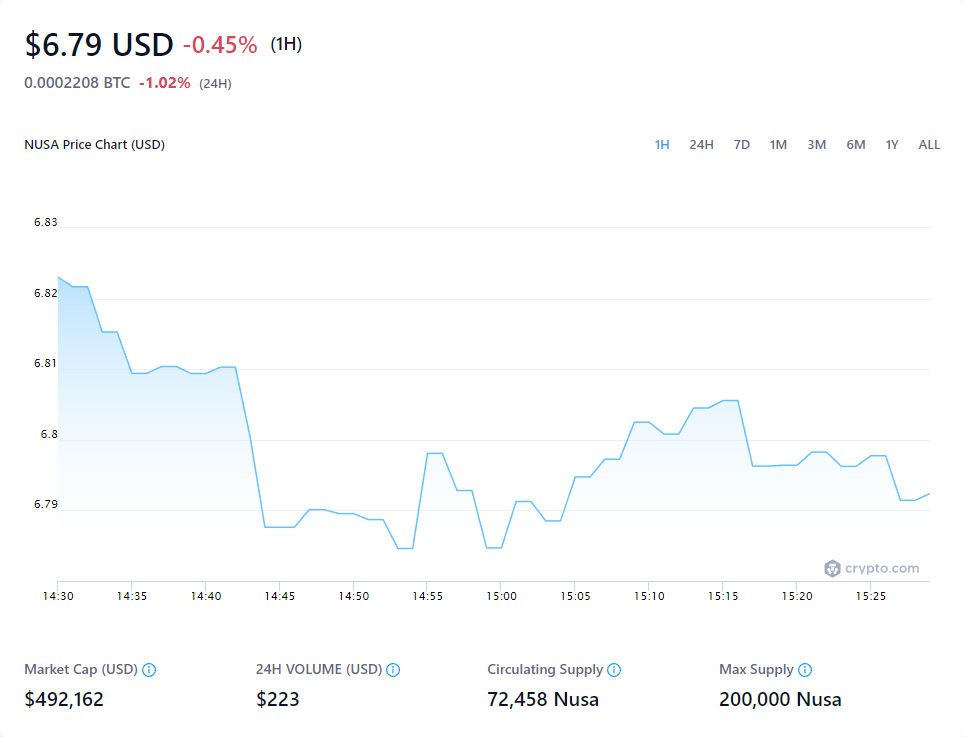 $6.79 USD -0.45% (1H)
0.0002208 BTC -1.02% (24H)
NUSA Price Chart (USD) 1H 24H 7D 1M 3M 6M 1Y ALL
6.83
6.82
6.81
6.8
6.79
crypto.com
14:30 14:35 14:40 14:45 14:50 14:55 15:00 15:05 15:10 15:15 15:20 15:25
Market Cap (USD) 24H VOLUME (USD) Circulating Supply Max Supply
$492,162 $223 72,458 Nusa 200,000 Nusa